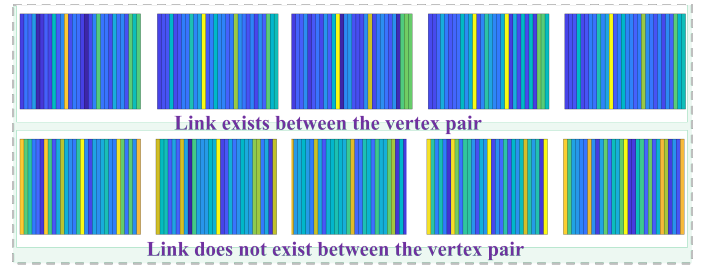 Link exists between the vertex pair
Link does not exist between the vertex pair